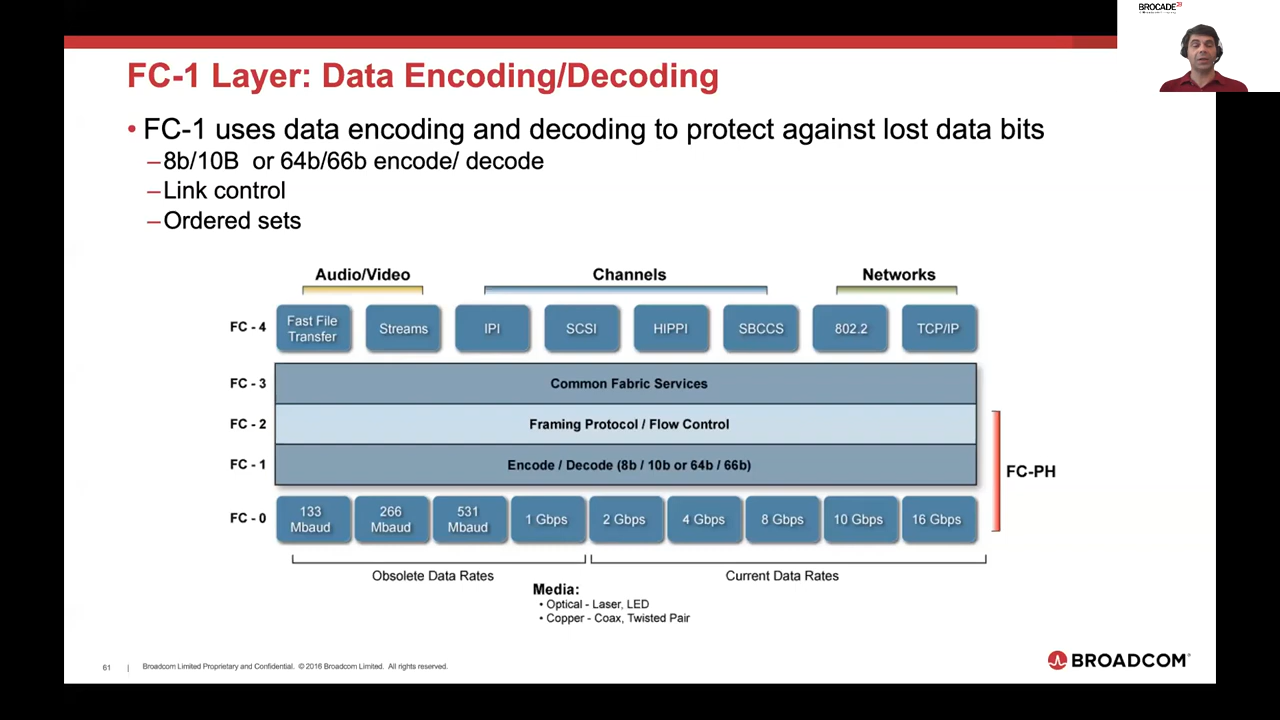 BROCADE
FC-1 Layer: Data Encoding/Decoding
• FC-1 uses data encoding and decoding to protect against lost data bits
–8b/10B or 64b/66b encode/ decode
–Link control
–Ordered sets
Audio/Video
Channels
Networks
FC - 4
Fast File
Transfer
Streams
IPI
SCSI
HIPPI
SBCCS
802.2
TCP/IP
FC - 3
Common Fabric Services
FC - 2
Framing Protocol / Flow Control
FC - 1
Encode / Decode (8b / 10b or 64b / 66b)
FC-PH
FC - 0
133
Mbaud
266
Mbaud
531
Mbaud
1 Gbps
2 Gbps
4 Gbps
8 Gbps
10 Gbps
16 Gbps
Obsolete Data Rates
Current Data Rates
Media:
• Optical - Laser, LED
• Copper - Coax, Twisted Pair
61 | Broadcom Limited Proprietary and Confidential. © 2016 Broadcom Limited. All rights reserved.
BROADCOM®